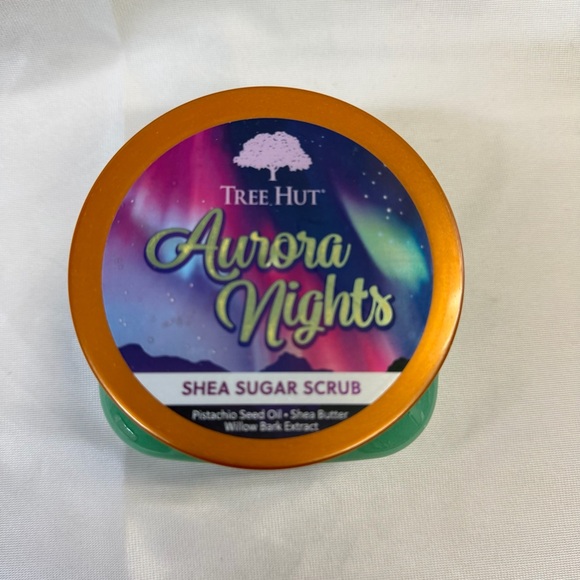 TREE HUT®
Aurora
Nights
SHEA SUGAR SCRUB
Pistachio Seed Oil • Shea Butter
Willow Bark Extract